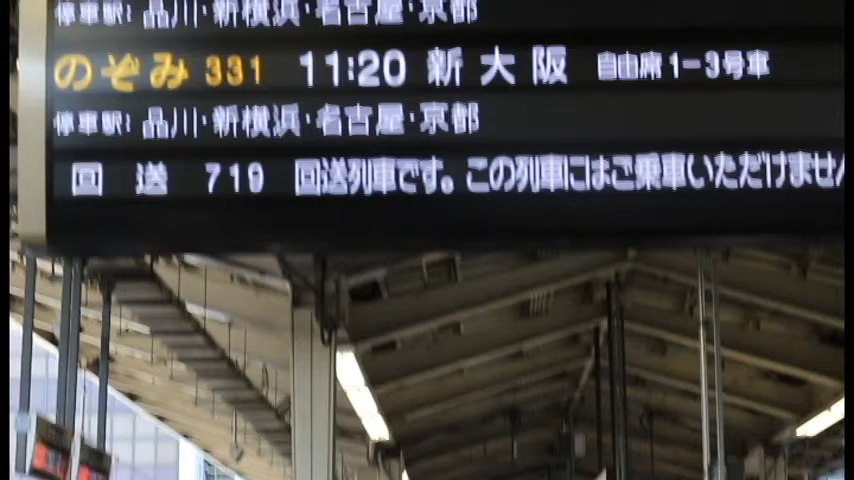 停車駅: 品川・新横浜・名古屋・京都
のぞみ 331 11:20 新大阪 自由席1-3号車
停車駅: 品川・新横浜・名古屋・京都
回送 719 回送列車です。この列車にはご乗車いただけません